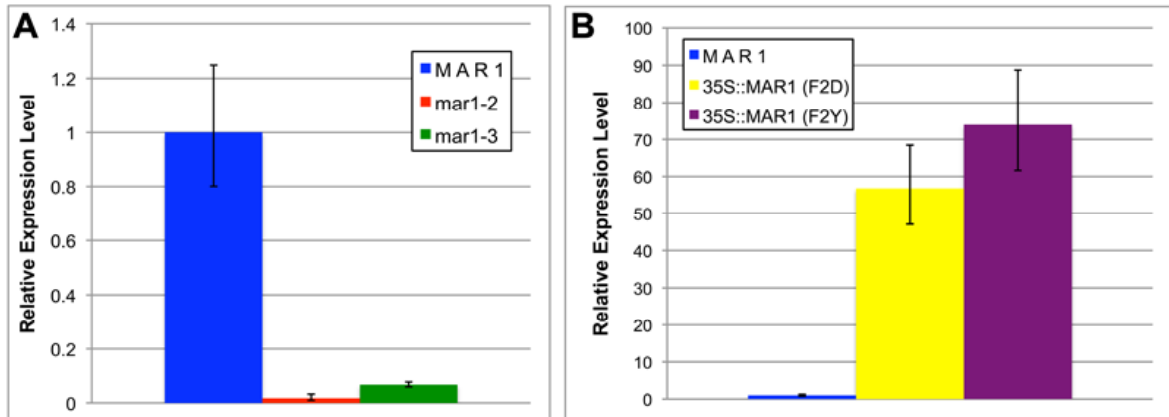 A
Relative Expression Level
1.4
1.2
1
0.8
0.6
0.4
0.2
0
M A R 1
mar1-2
mar1-3
B
Relative Expression Level
100
90
80
70
60
50
40
30
20
10
0
M A R 1
35S::MAR1 (F2D)
35S::MAR1 (F2Y)